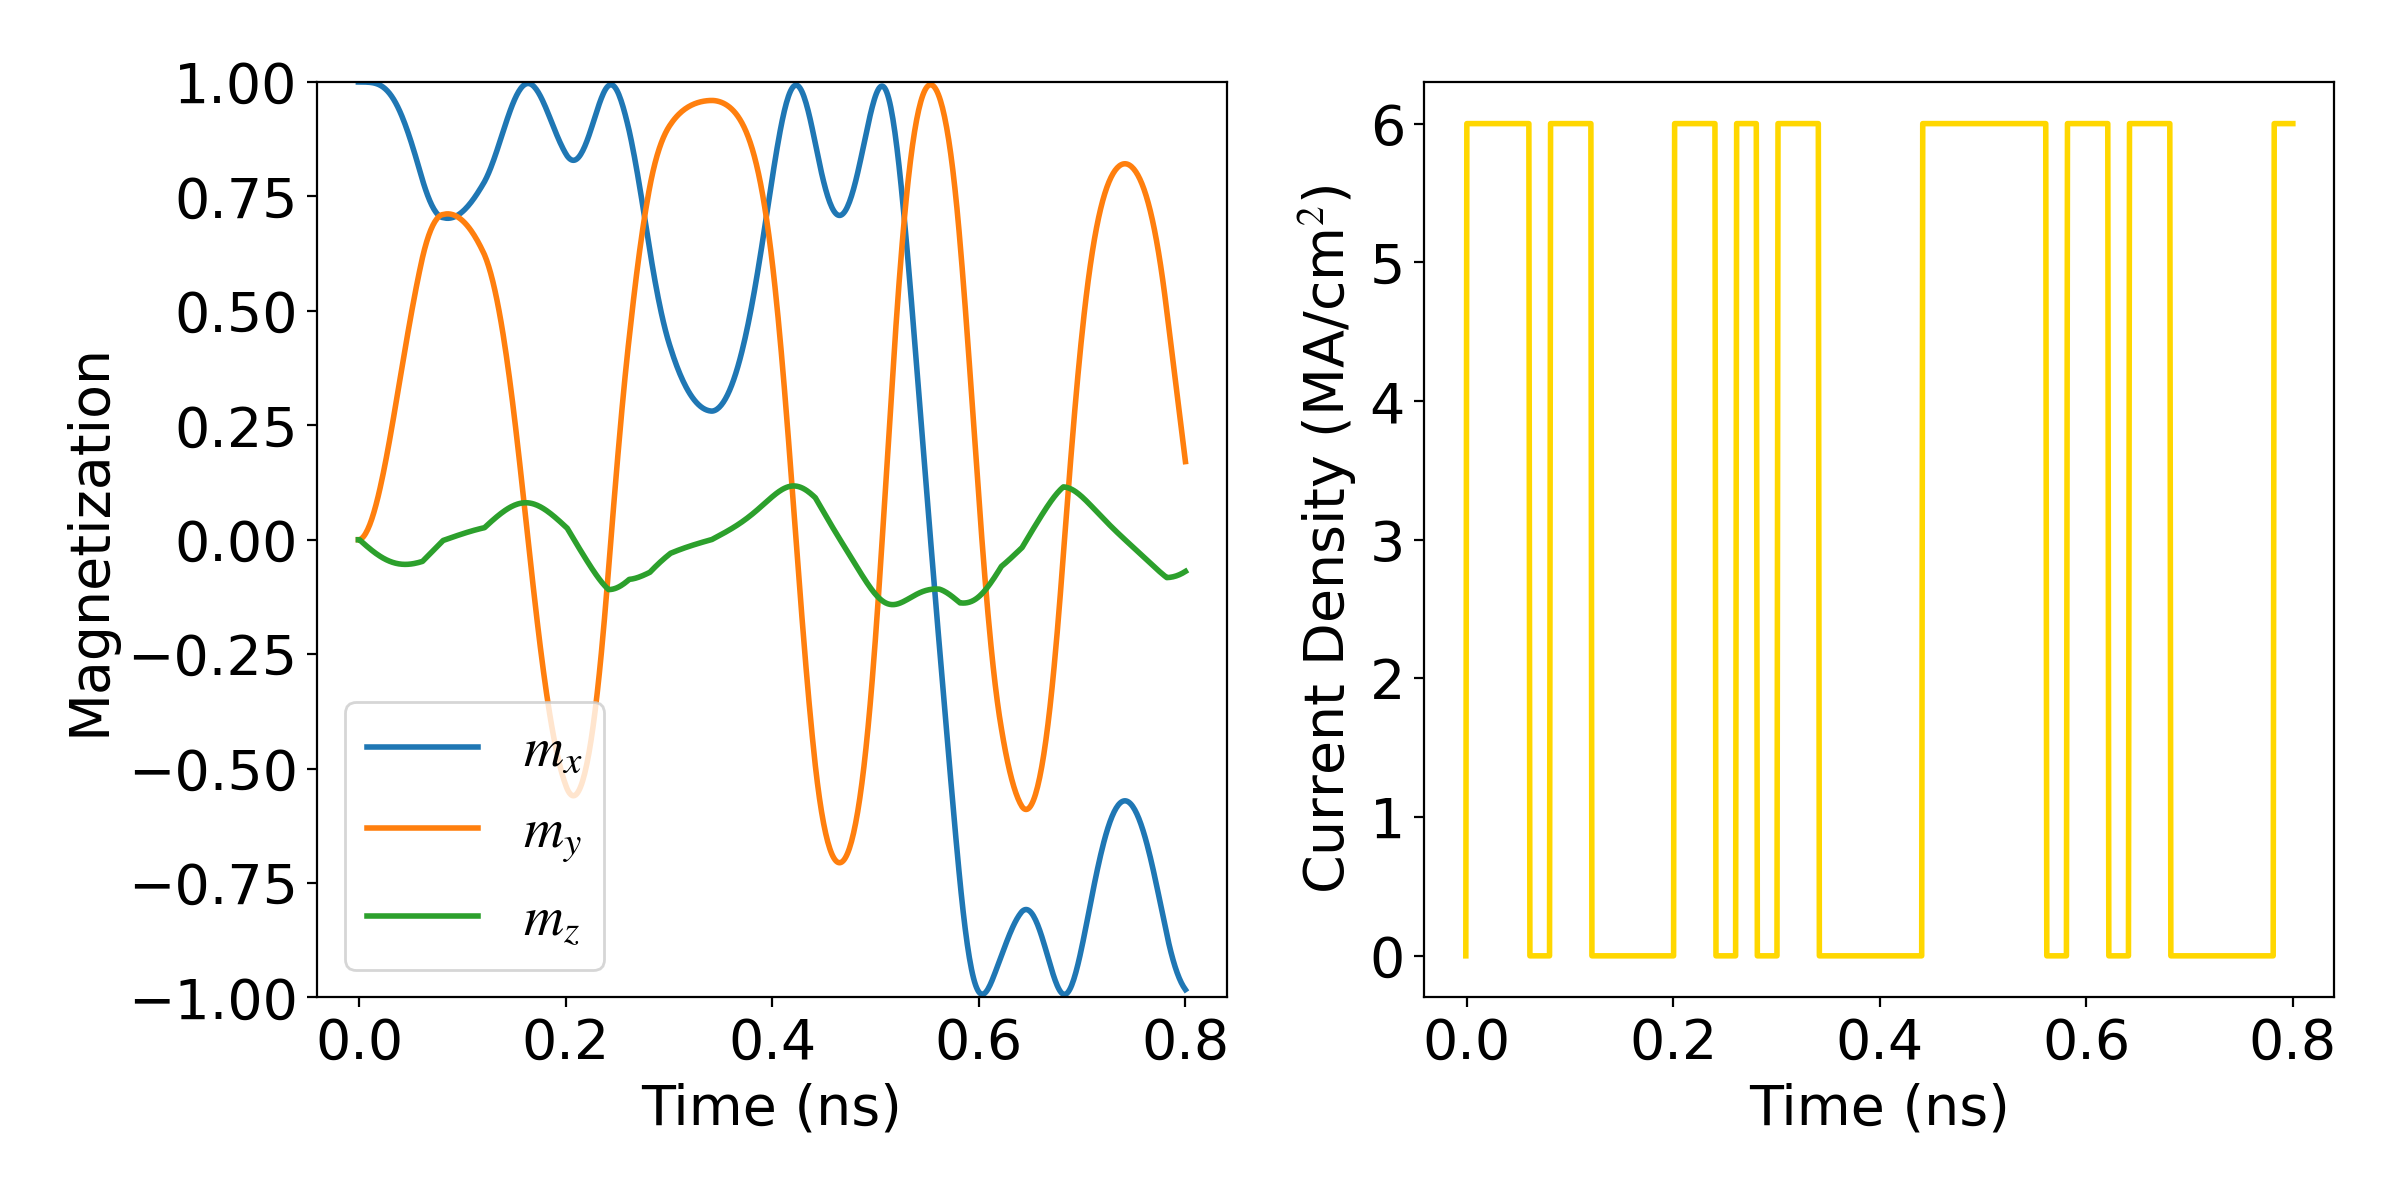 Magnetization
1.00
0.75
0.50
0.25
0.00
−0.25
−0.50
−0.75
−1.00
0.0 0.2 0.4 0.6 0.8
Time (ns)
m_x
m_y
m_z
Current Density (MA/cm²)
6
5
4
3
2
1
0
0.0 0.2 0.4 0.6 0.8
Time (ns)